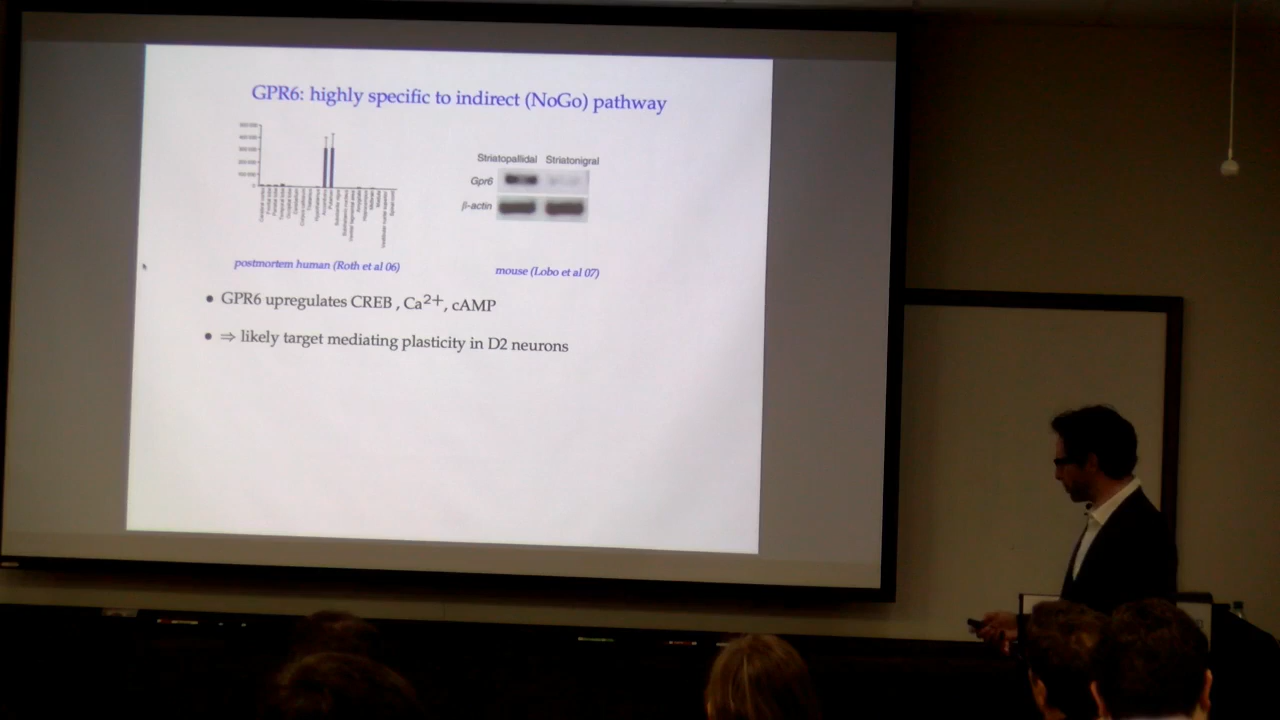 GPR6: highly specific to indirect (NoGo) pathway
Striatopallidal Striatonigral
Gpr6
β-actin
postmortem human (Roth et al 06)
mouse (Lobo et al 07)
• GPR6 upregulates CREB , Ca2+, cAMP
• ⇒ likely target mediating plasticity in D2 neurons